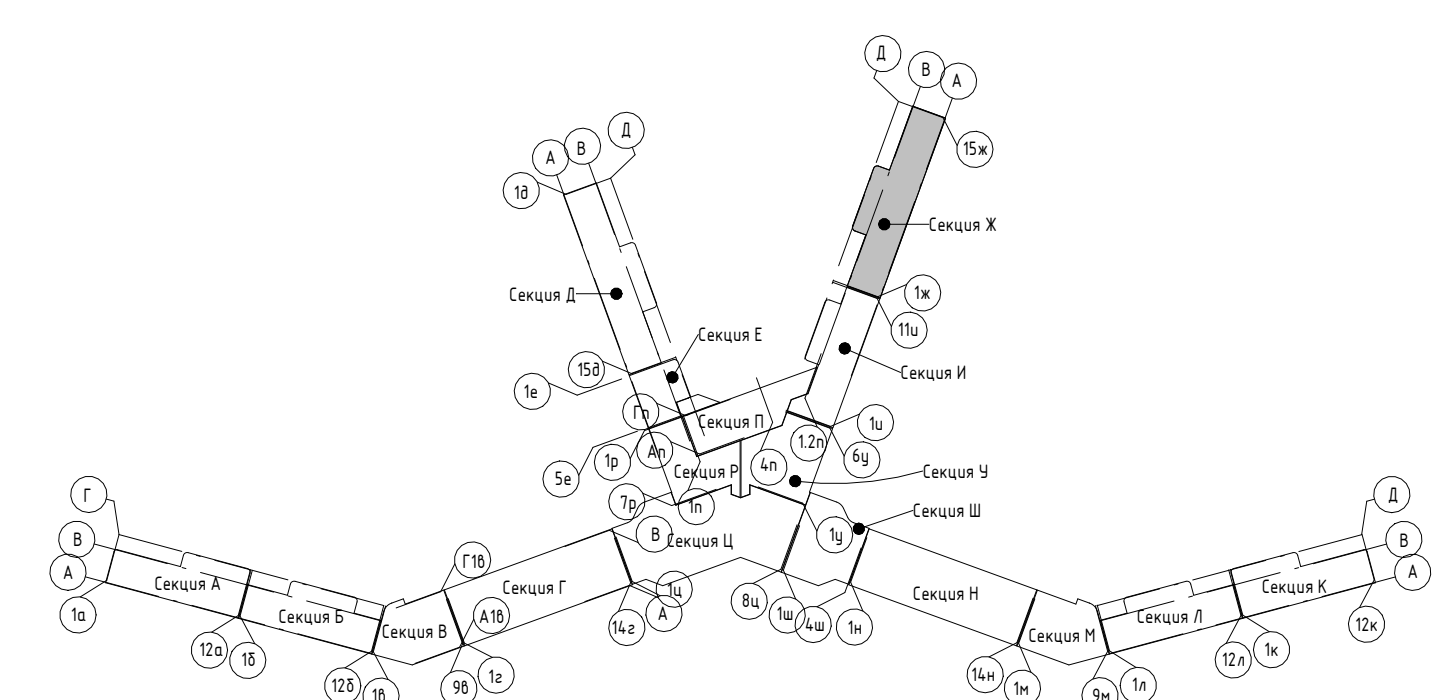 Д
В
А
15ж
Д
В
А
1д
Секция Ж
Секция Д
1ж
11и
Секция Е
15д
Секция И
1е
Гп
Секция П
1и
1.2п
6у
Ап
1р
4п
5е
Секция Р
Секция У
7р
1п
Г
Д
Секция Ш
В
Секция Ц
1у
В
В
А
Г1в
А
Секция А
Секция Г
Секция К
1ц
Секция Н
1а
Секция Б
А1в
А
8ц
1ш
4ш
1н
Секция Л
Секция В
14г
Секция М
12к
12а
1б
12л
1к
12б
1в
9в
1г
14н
1м
9м
1л